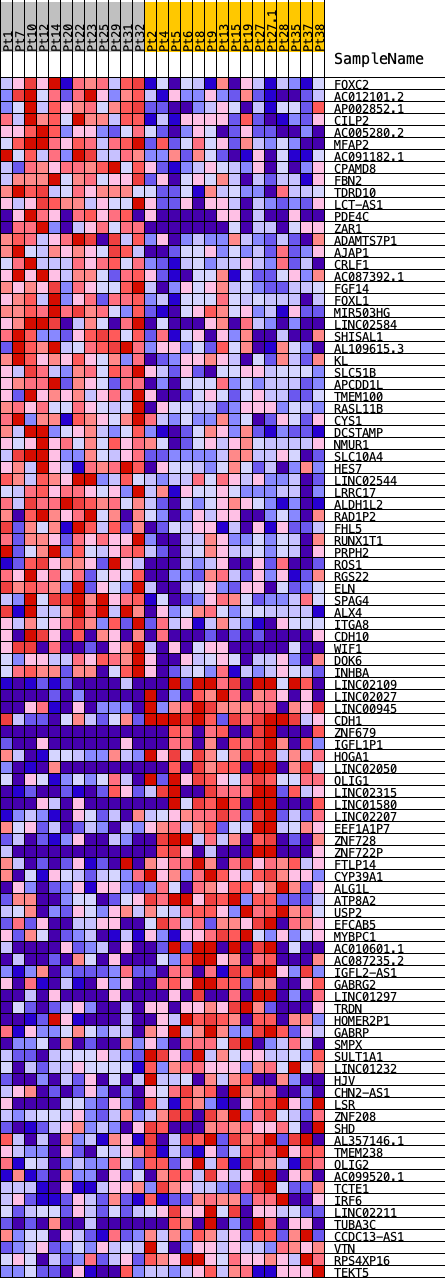 Pt1 Pt7 Pt10 Pt12 Pt14 Pt20 Pt22 Pt23 Pt25 Pt29 Pt31 Pt32 Pt2 Pt4 Pt5 Pt6 Pt8 Pt9 Pt13 Pt15 Pt19 Pt27 Pt27.1 Pt28 Pt33 Pt36 Pt38
SampleName
FOXC2
AC012101.2
AP002852.1
CILP2
AC005280.2
MFAP2
AC091182.1
CPAMD8
FBN2
TDRD10
LCT-AS1
PDE4C
ZAR1
ADAMTS7P1
AJAP1
CRLF1
AC087392.1
FGF14
FOXL1
MIR503HG
LINC02584
SHISAL1
AL109615.3
KL
SLC51B
APCDD1L
TMEM100
RASL11B
CYS1
DCSTAMP
NMUR1
SLC10A4
HES7
LINC02544
LRRC17
ALDH1L2
RAD1P2
FHL5
RUNX1T1
PRPH2
ROS1
RGS22
ELN
SPAG4
ALX4
ITGA8
CDH10
WIF1
DOK6
INHBA
LINC02109
LINC02027
LINC00945
CDH1
ZNF679
IGFL1P1
HOGA1
LINC02050
OLIG1
LINC02315
LINC01580
LINC02207
EEF1A1P7
ZNF728
ZNF722P
FTLP14
CYP39A1
ALG1L
ATP8A2
USP2
EFCAB5
MYBPC1
AC010601.1
AC087235.2
IGFL2-AS1
GABRG2
LINC01297
TRDN
HOMER2P1
GABRP
SMPX
SULT1A1
LINC01232
HJV
CHN2-AS1
LSR
ZNF208
SHD
AL357146.1
TMEM238
OLIG2
AC099520.1
TCTE1
IRF6
LINC02211
TUBA3C
CCDC13-AS1
VTN
RPS4XP16
TEKT5